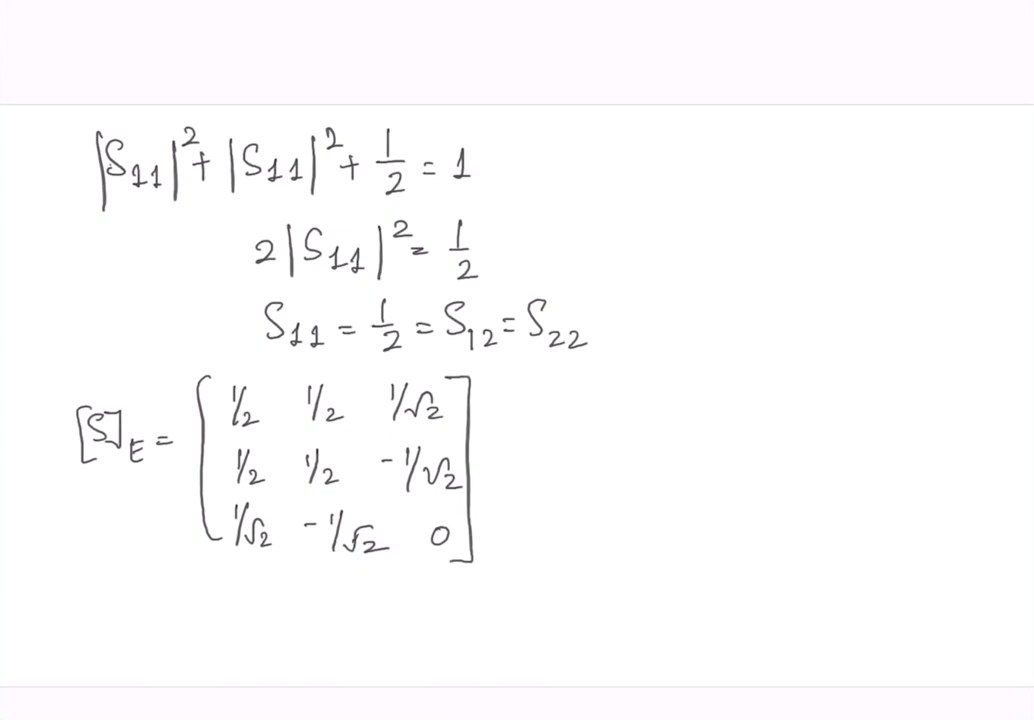 |S₁₁|² + |S₁₁|² + 1/2 = 1
2|S₁₁|² = 1/2
S₁₁ = 1/2 = S₁₂ = S₂₂
[S]_E =
1/2 1/2 1/√2
1/2 1/2 -1/√2
1/√2 -1/√2 0